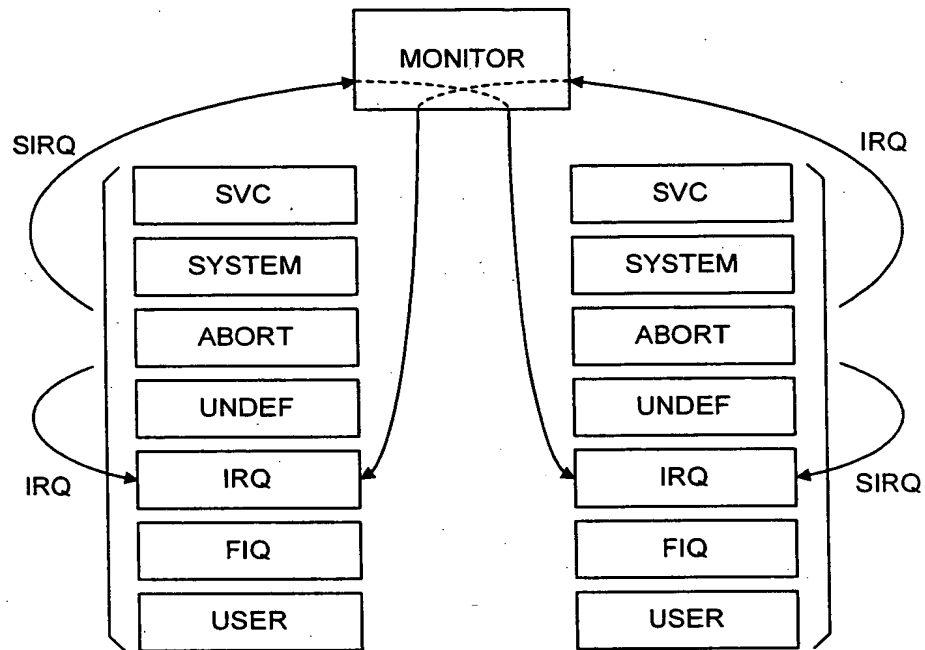 MONITOR
SIRQ
IRQ
SVC
SYSTEM
ABORT
UNDEF
IRQ
FIQ
USER
IRQ
SVC
SYSTEM
ABORT
UNDEF
IRQ
FIQ
USER
SIRQ